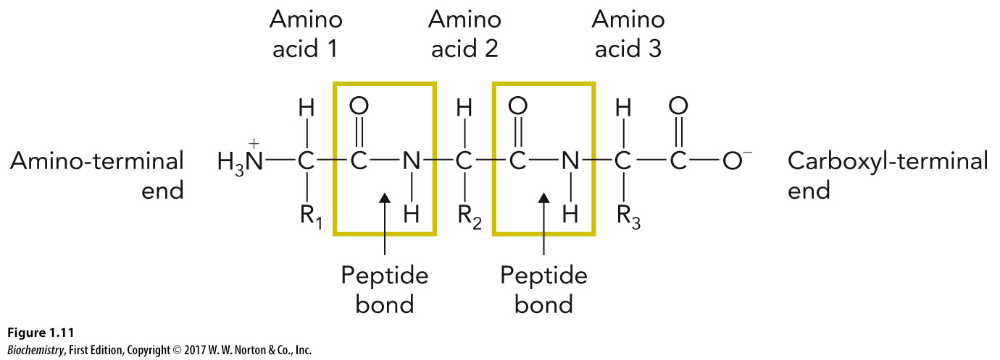 Amino
acid 1
Amino
acid 2
Amino
acid 3
H O H O H O
Amino-terminal
end
H₃N⁺ C C N C C N C C O⁻
Carboxyl-terminal
end
R₁ H R₂ H R₃
Peptide
bond
Peptide
bond
Figure 1.11
Biochemistry, First Edition, Copyright © 2017 W. W. Norton & Co., Inc.